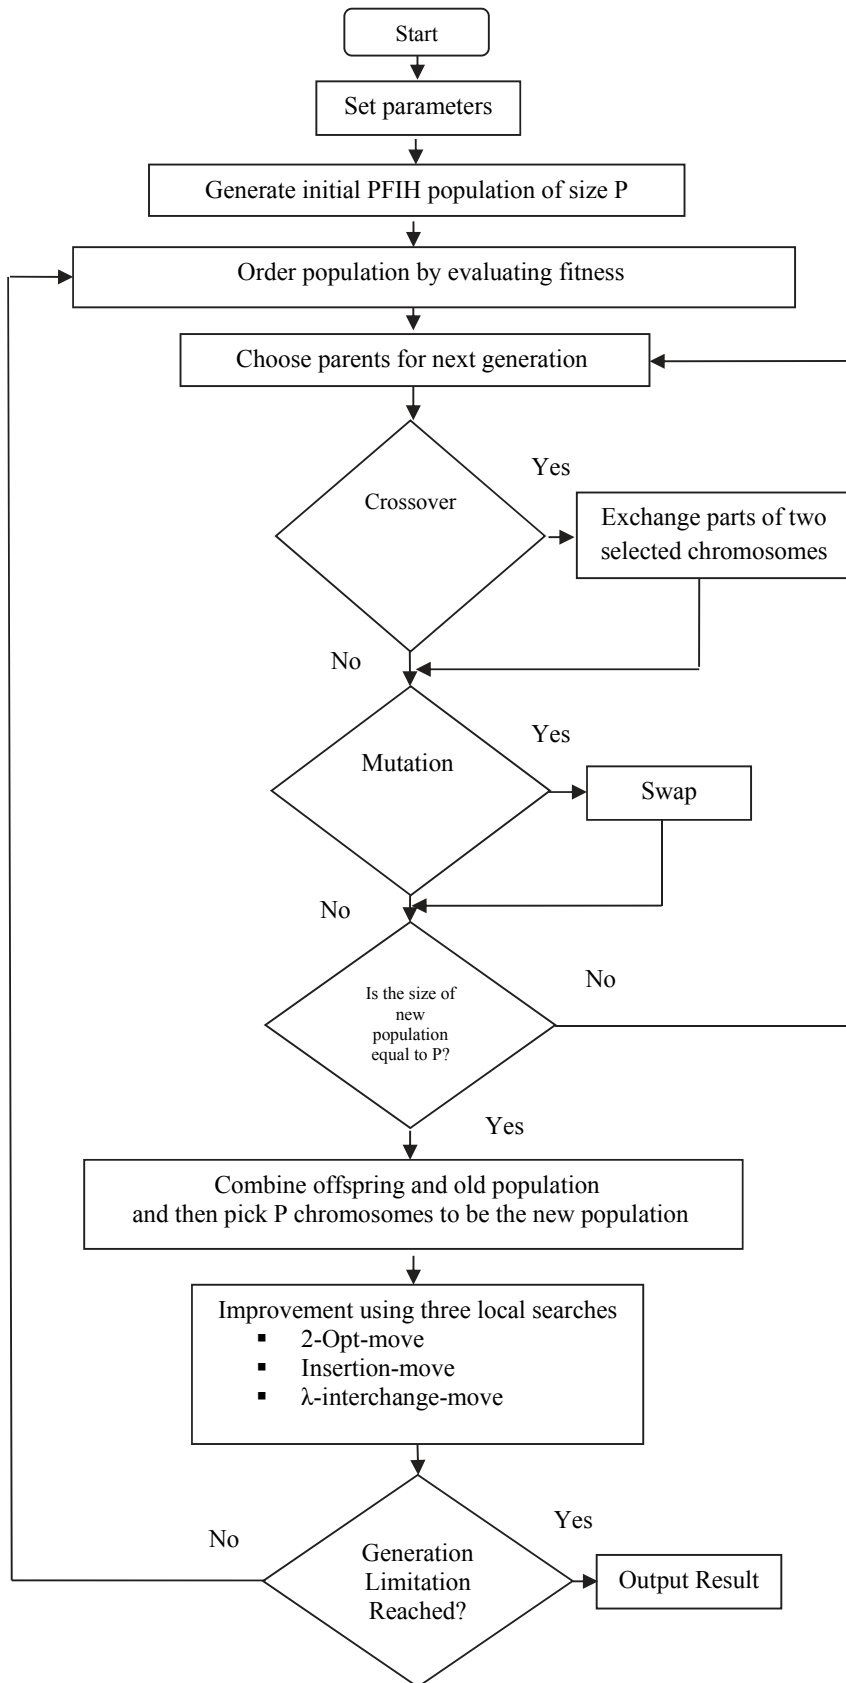 Start
Set parameters
Generate initial PFIH population of size P
Order population by evaluating fitness
Choose parents for next generation
Yes
Crossover
Exchange parts of two
selected chromosomes
No
Yes
Mutation
Swap
No
Is the size of
new
population
equal to P?
No
Yes
Combine offspring and old population
and then pick P chromosomes to be the new population
Improvement using three local searches
▪ 2-Opt-move
▪ Insertion-move
▪ λ-interchange-move
No
Yes
Generation
Limitation
Reached?
Output Result